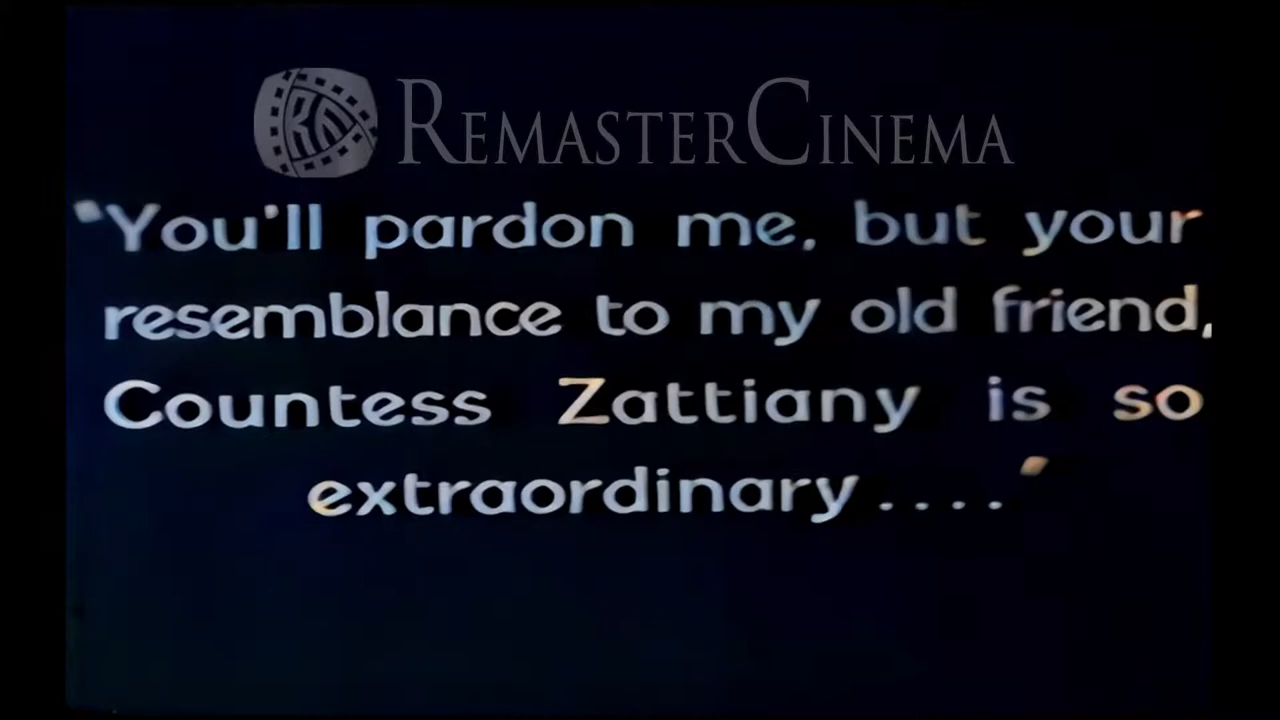 REMASTERCINEMA
"You'll pardon me, but your
resemblance to my old friend,
Countess Zattiany is so
extraordinary...."